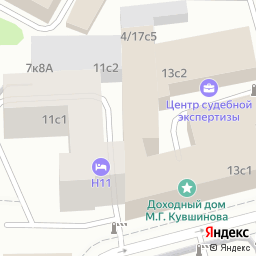 4/17с5
7к8А
11с2
13с2
Центр судебной
экспертизы
11с1
13с1
Н11
Доходный дом
М.Г. Кувшинова
Яндекс
Яндекс